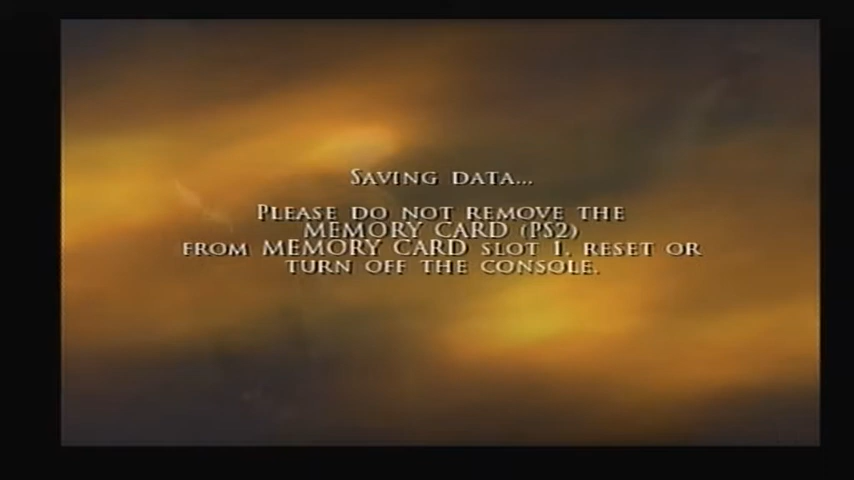 Saving data...
Please do not remove the
MEMORY CARD (PS2)
from MEMORY CARD slot 1, reset or
turn off the console.